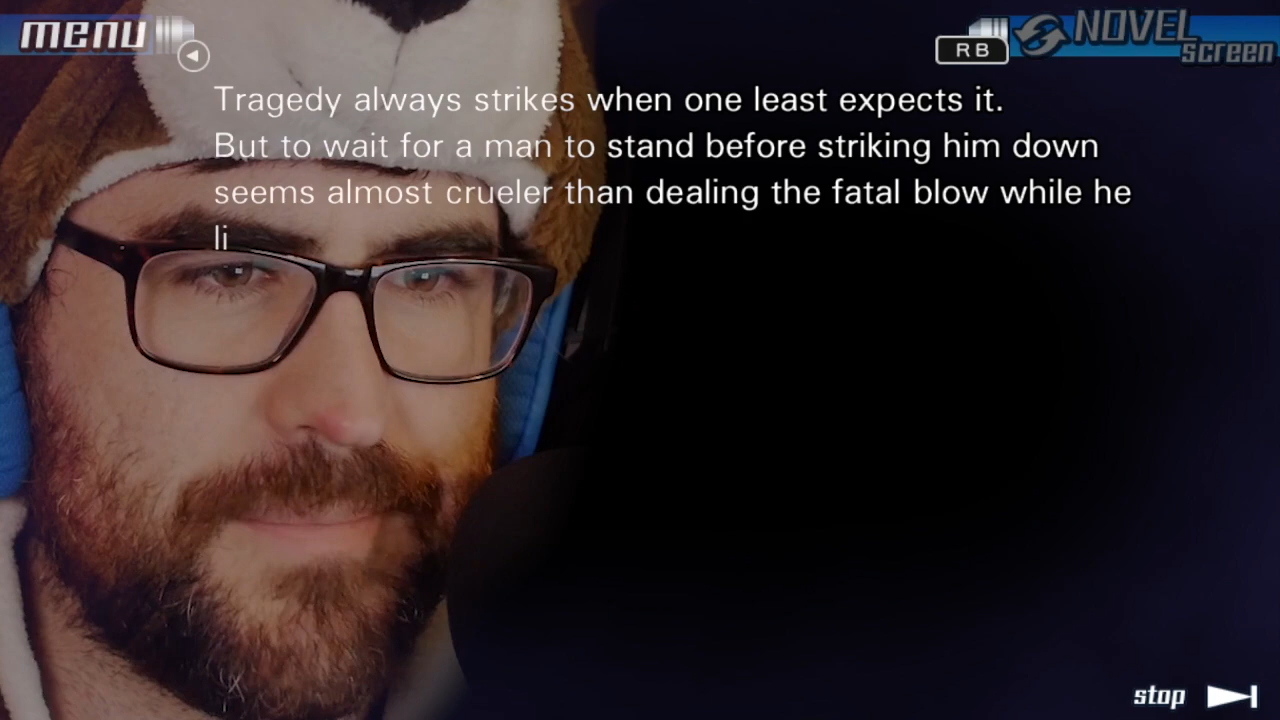 menu
RB
NOVEL
screen
Tragedy always strikes when one least expects it.
But to wait for a man to stand before striking him down
seems almost crueler than dealing the fatal blow while he
li
stop